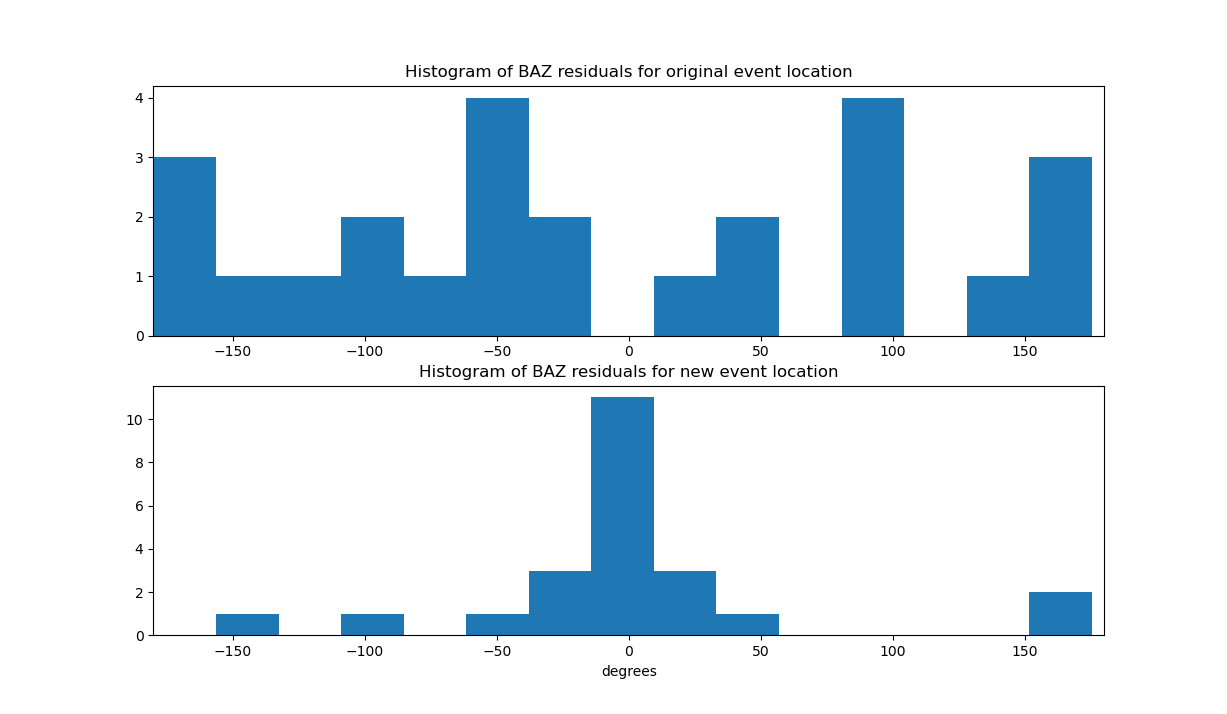 Histogram of BAZ residuals for original event location
4
3
2
1
0
−150 −100 −50 0 50 100 150
Histogram of BAZ residuals for new event location
10
8
6
4
2
0
−150 −100 −50 0 50 100 150
degrees